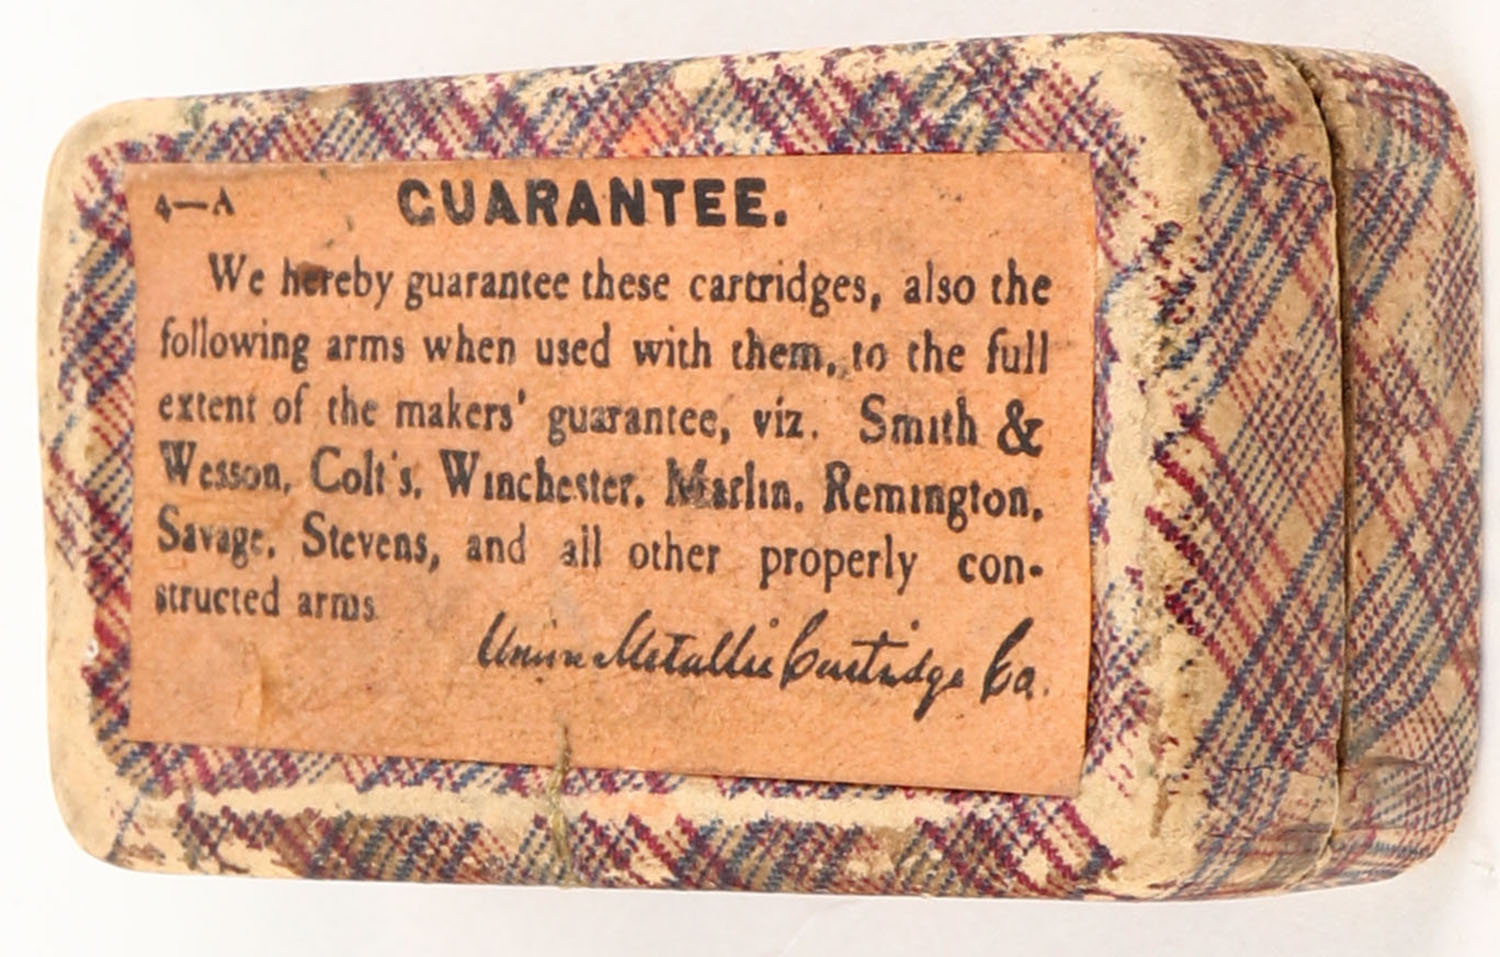 4—A GUARANTEE.
We hereby guarantee these cartridges, also the
following arms when used with them, to the full
extent of the makers' guarantee, viz. Smith &
Wesson, Colt's, Winchester, Marlin, Remington,
Savage, Stevens, and all other properly con-
structed arms
Union Metallic Cartridge Co.